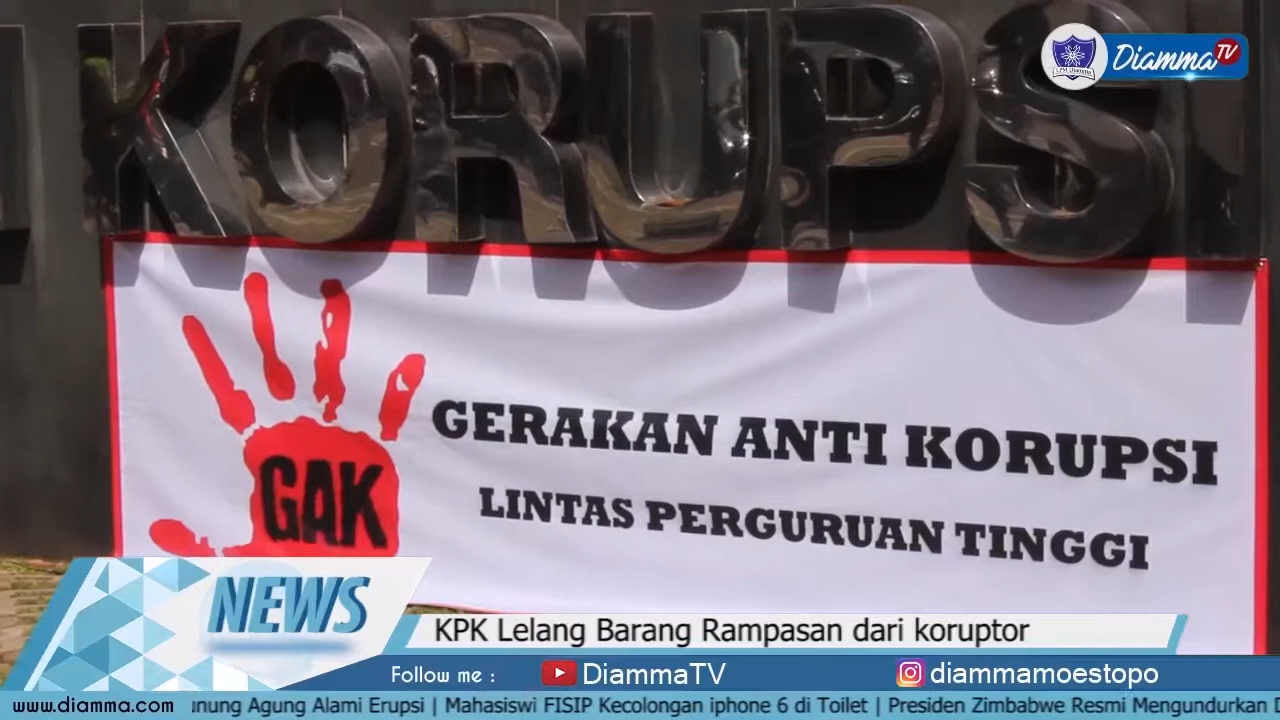 KORUPSI
LPM Diamma
Diamma TV
GAK
GERAKAN ANTI KORUPSI
LINTAS PERGURUAN TINGGI
NEWS
KPK Lelang Barang Rampasan dari koruptor
Follow me : DiammaTV diammamoestopo
www.diamma.com unung Agung Alami Erupsi | Mahasiswi FISIP Kecolongan iphone 6 di Toilet | Presiden Zimbabwe Resmi Mengundurkan